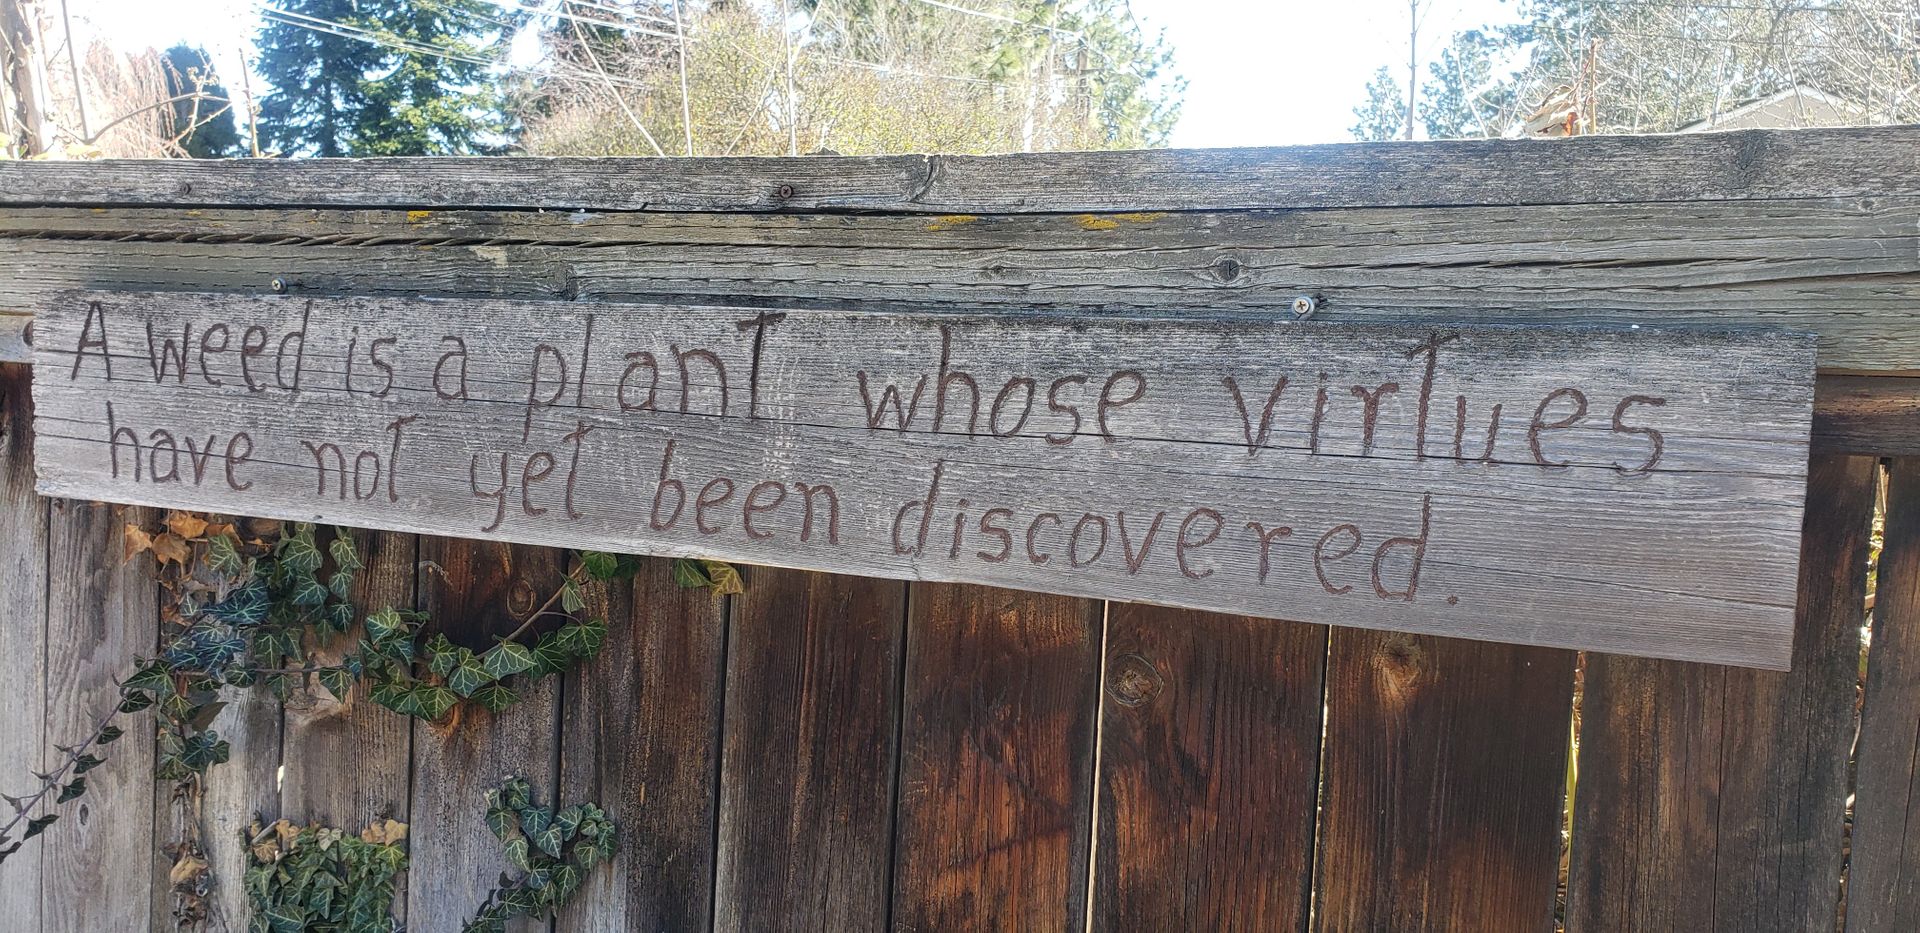 A weed is a plant whose virtues
have not yet been discovered.